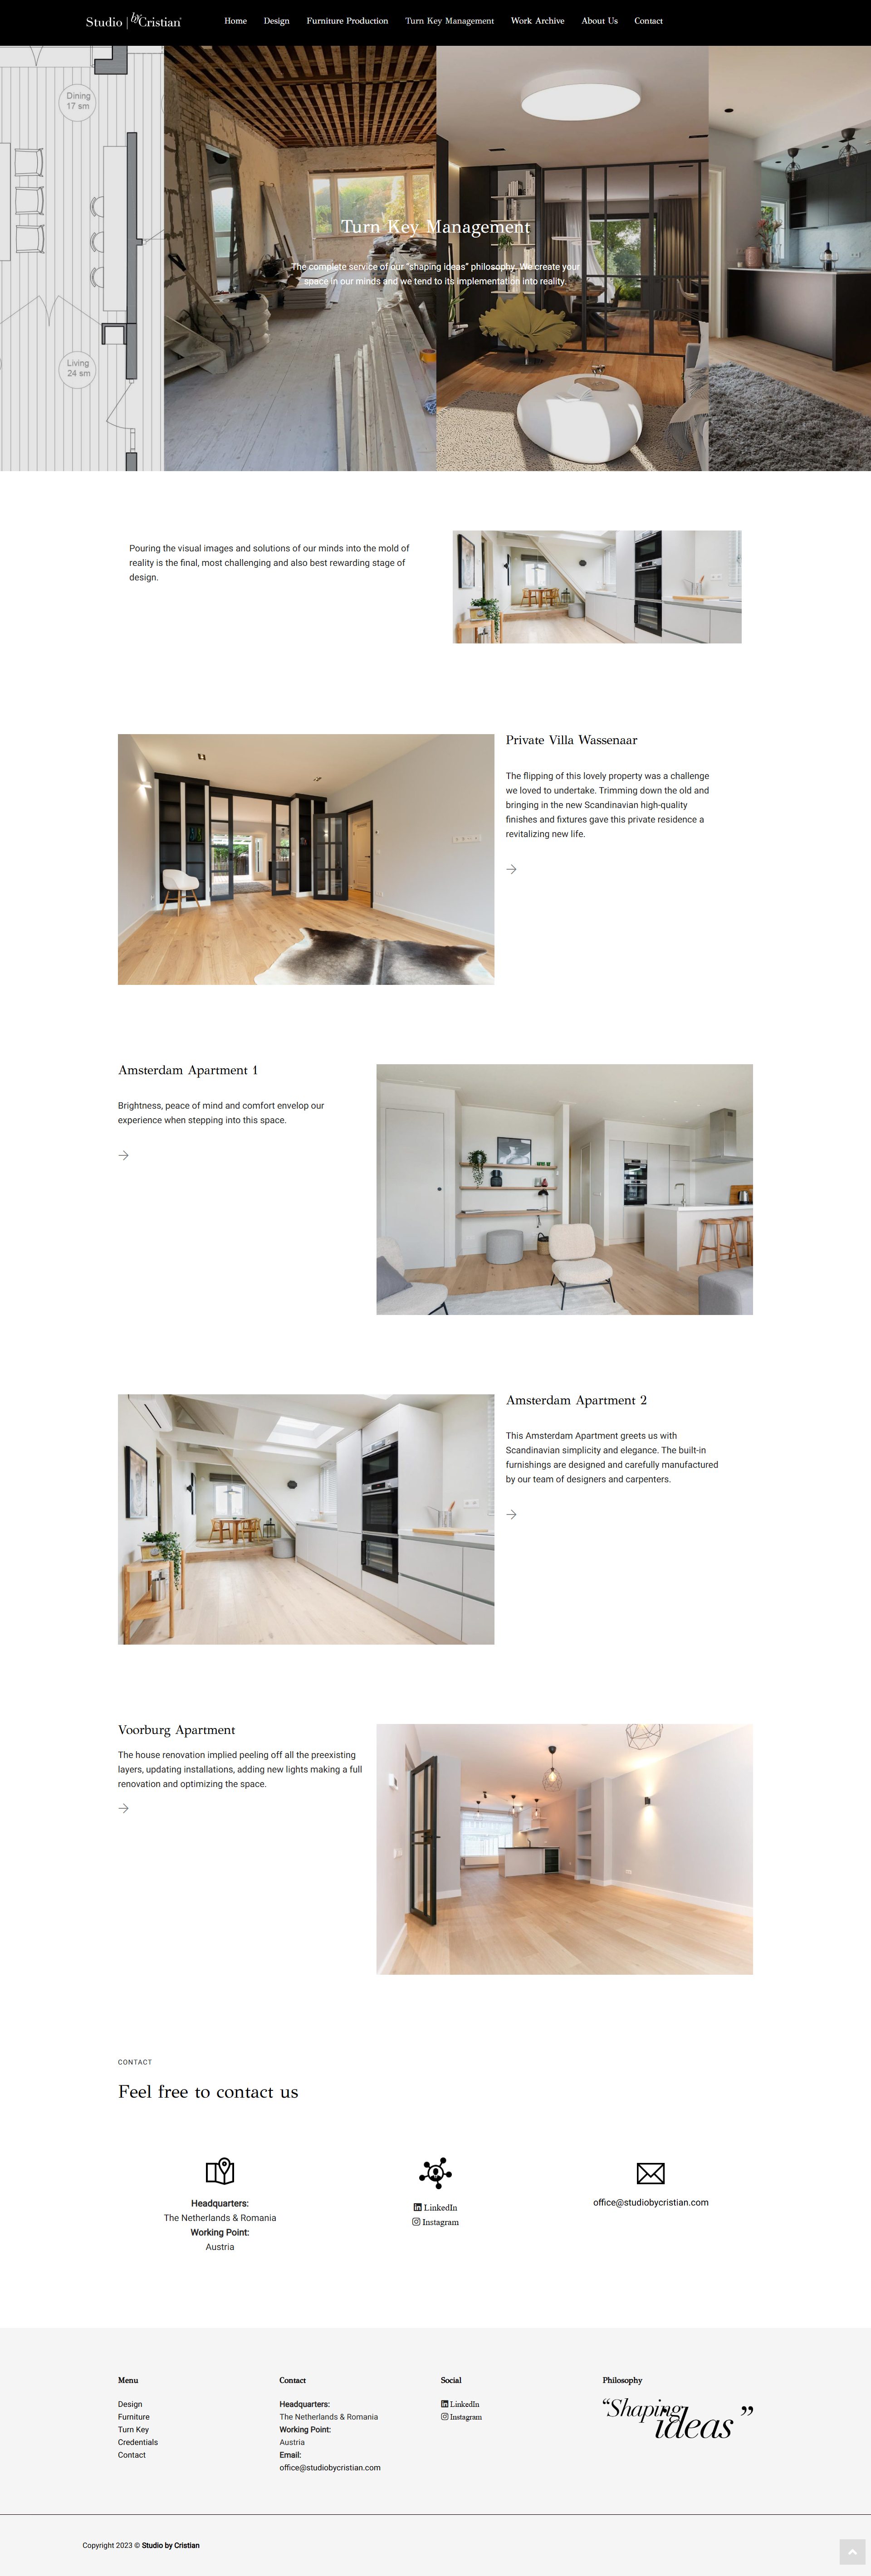 Studio | by Cristian
Home Design Furniture Production Turn Key Management Work Archive About Us Contact
Dining
17 sm
Turn Key Management
The complete service of our "shaping ideas" philosophy. We create your
space in our minds and we tend to its implementation into reality.
Living
24 sm
Pouring the visual images and solutions of our minds into the mold of
reality is the final, most challenging and also best rewarding stage of
design.
Private Villa Wassenaar
The flipping of this lovely property was a challenge
we loved to undertake. Trimming down the old and
bringing in the new Scandinavian high-quality
finishes and fixtures gave this private residence a
revitalizing new life.
Amsterdam Apartment 1
Brightness, peace of mind and comfort envelop our
experience when stepping into this space.
Amsterdam Apartment 2
This Amsterdam Apartment greets us with
Scandinavian simplicity and elegance. The built-in
furnishings are designed and carefully manufactured
by our team of designers and carpenters.
Voorburg Apartment
The house renovation implied peeling off all the preexisting
layers, updating installations, adding new lights making a full
renovation and optimizing the space.
CONTACT
Feel free to contact us
Headquarters:
The Netherlands & Romania
Working Point:
Austria
LinkedIn
Instagram
office@studiobycristian.com
Menu
Design
Furniture
Turn Key
Credentials
Contact
Contact
Headquarters:
The Netherlands & Romania
Working Point:
Austria
Email:
office@studiobycristian.com
Social
LinkedIn
Instagram
Philosophy
“Shaping
ideas”
Copyright 2023 © Studio by Cristian